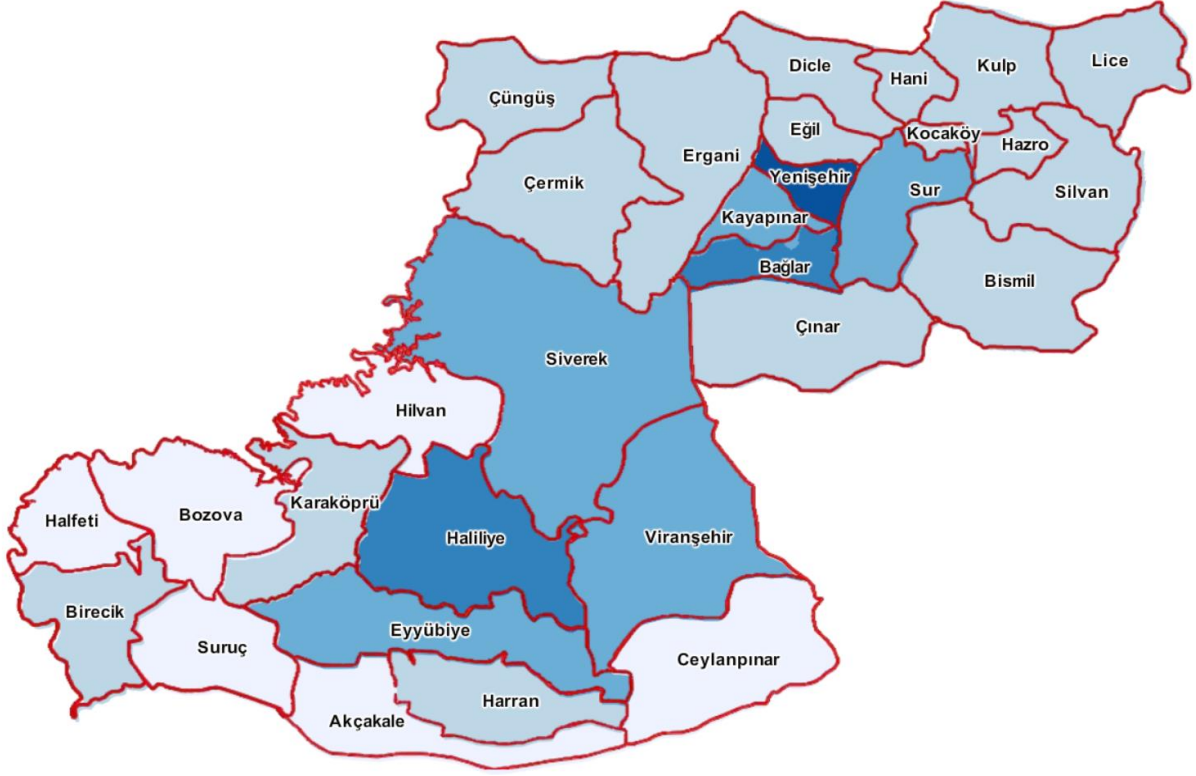 Dicle
Hani
Kulp
Lice
Çüngüş
Eğil
Kocaköy
Hazro
Ergani
Yenişehir
Çermik
Sur
Silvan
Kayapınar
Bağlar
Bismil
Çınar
Siverek
Hilvan
Karaköprü
Bozova
Halfeti
Haliliye
Viranşehir
Birecik
Eyyübiye
Suruç
Ceylanpınar
Harran
Akçakale